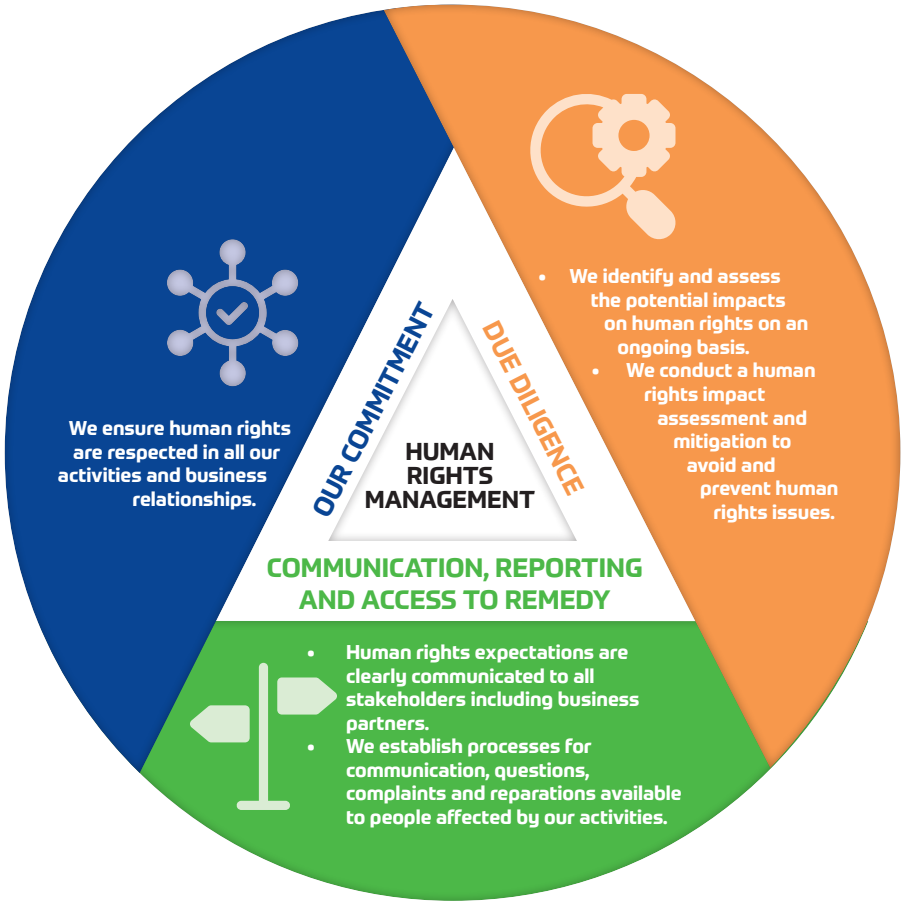 HUMAN
RIGHTS
MANAGEMENT
OUR COMMITMENT
We ensure human rights
are respected in all our
activities and business
relationships.
DUE DILIGENCE
• We identify and assess
the potential impacts
on human rights on an
ongoing basis.
• We conduct a human
rights impact
assessment and
mitigation to
avoid and
prevent human
rights issues.
COMMUNICATION, REPORTING
AND ACCESS TO REMEDY
• Human rights expectations are
clearly communicated to all
stakeholders including business
partners.
• We establish processes for
communication, questions,
complaints and reparations available
to people affected by our activities.